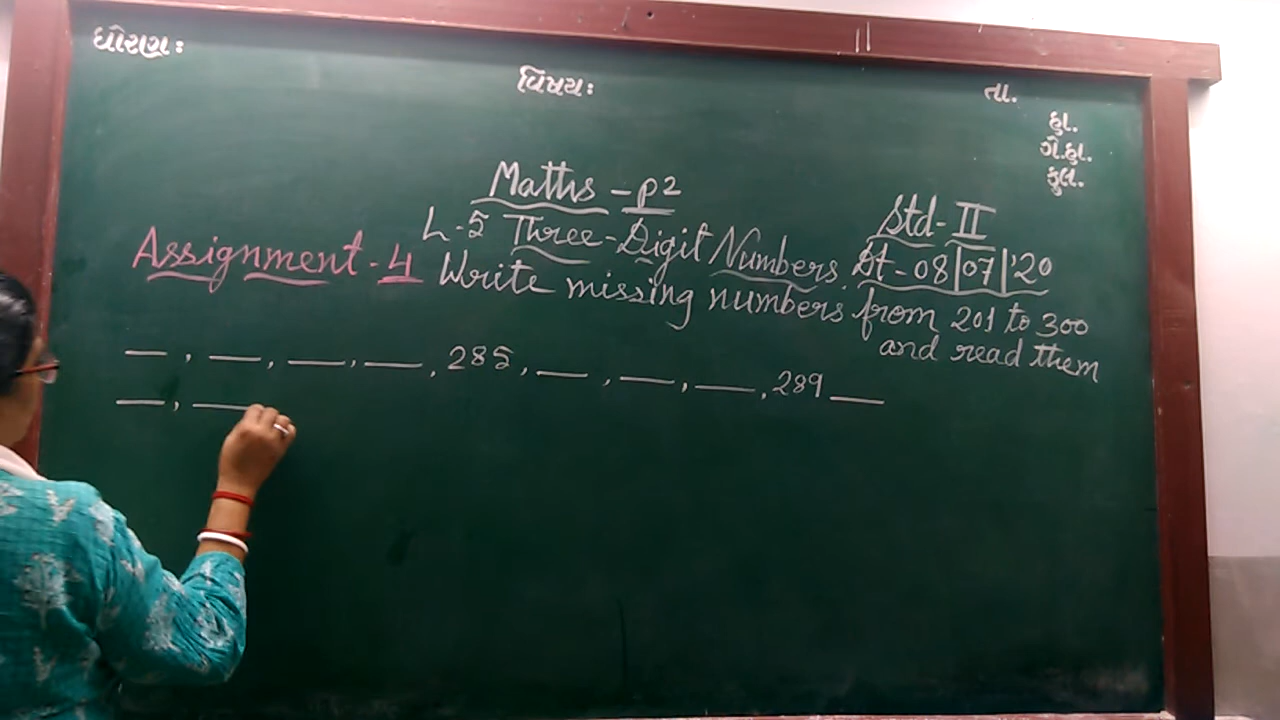 ધોરણ:
વિષય:
તા.
હા.
ગે.હા.
કુલ.
Maths - P2
Std - II
L-5 Three-Digit Numbers. Dt - 08|07|'20
Assignment - 4 Write missing numbers from 201 to 300
and read them
__, __, __, __, 285, __, __, __, 289 __
__, __